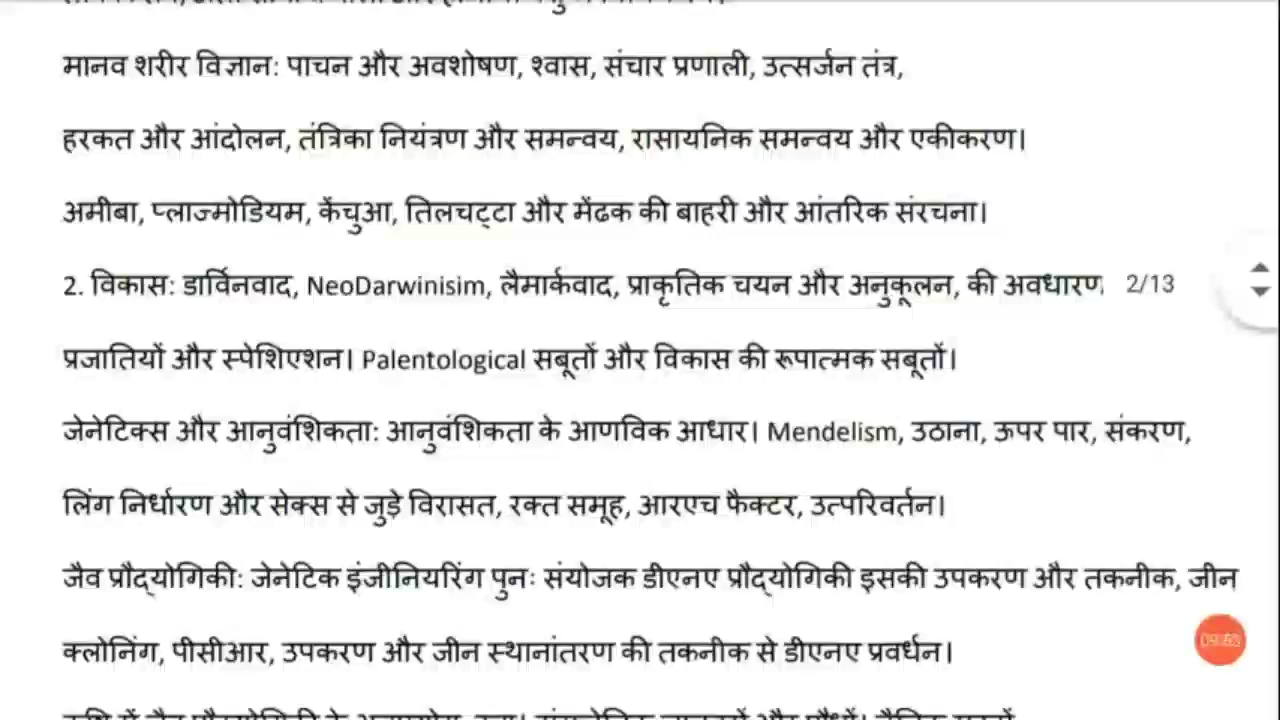 मानव शरीर विज्ञान: पाचन और अवशोषण, श्वास, संचार प्रणाली, उत्सर्जन तंत्र,
हरकत और आंदोलन, तंत्रिका नियंत्रण और समन्वय, रासायनिक समन्वय और एकीकरण।
अमीबा, प्लाज्मोडियम, केंचुआ, तिलचट्टा और मेंढक की बाहरी और आंतरिक संरचना।
2. विकास: डार्विनवाद, NeoDarwinisim, लैमार्कवाद, प्राकृतिक चयन और अनुकूलन, की अवधारण 2/13
प्रजातियों और स्पेशिएशन। Palentological सबूतों और विकास की रूपात्मक सबूतों।
जेनेटिक्स और आनुवंशिकता: आनुवंशिकता के आणविक आधार। Mendelism, उठाना, ऊपर पार, संकरण,
लिंग निर्धारण और सेक्स से जुड़े विरासत, रक्त समूह, आरएच फैक्टर, उत्परिवर्तन।
जैव प्रौद्योगिकी: जेनेटिक इंजीनियरिंग पुनः संयोजक डीएनए प्रौद्योगिकी इसकी उपकरण और तकनीक, जीन
क्लोनिंग, पीसीआर, उपकरण और जीन स्थानांतरण की तकनीक से डीएनए प्रवर्धन।